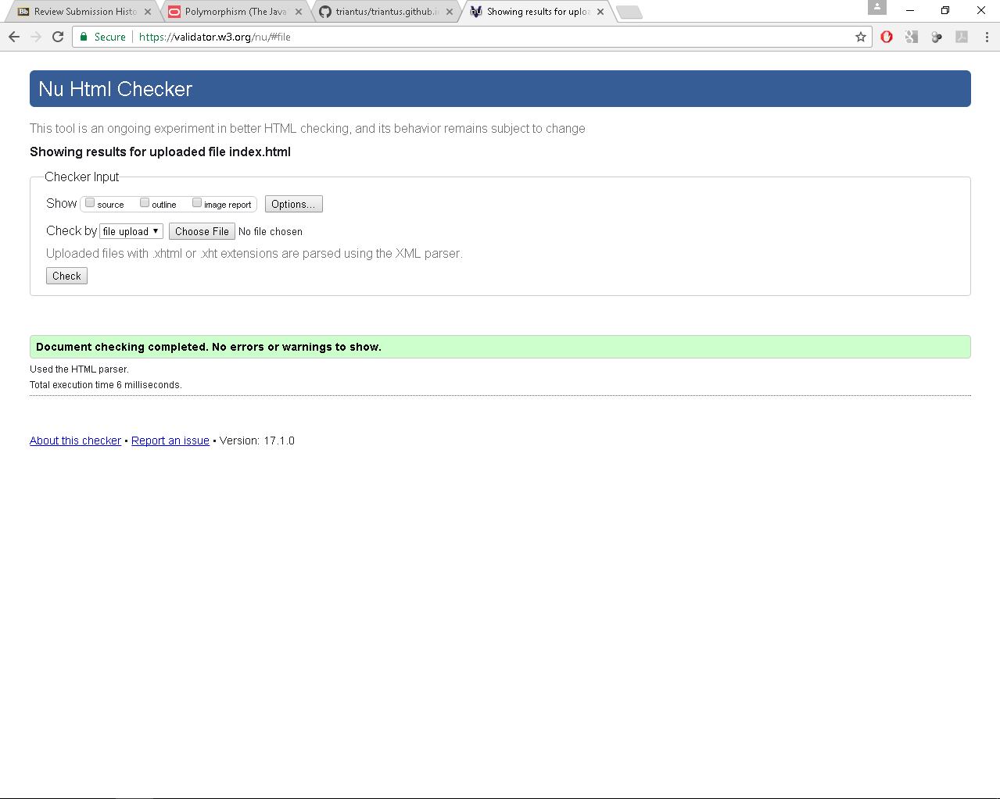 Bb Review Submission Histo
Polymorphism (The Java
triantus/triantus.github.i
nu Showing results for uploa
Secure https://validator.w3.org/nu/#file
Nu Html Checker
This tool is an ongoing experiment in better HTML checking, and its behavior remains subject to change
Showing results for uploaded file index.html
Checker Input
Show source outline image report Options...
Check by file upload Choose File No file chosen
Uploaded files with .xhtml or .xht extensions are parsed using the XML parser.
Check
Document checking completed. No errors or warnings to show.
Used the HTML parser.
Total execution time 6 milliseconds.
About this checker • Report an issue • Version: 17.1.0